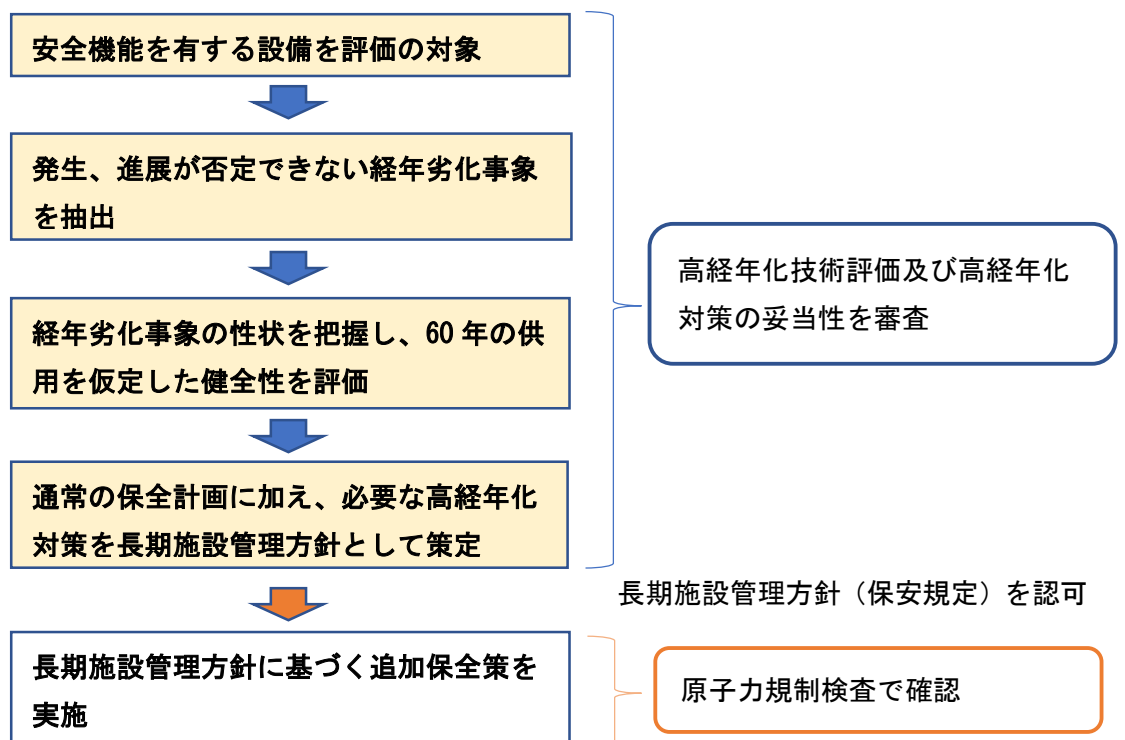 安全機能を有する設備を評価の対象
発生、進展が否定できない経年劣化事象
を抽出
経年劣化事象の性状を把握し、60 年の供
用を仮定した健全性を評価
通常の保全計画に加え、必要な高経年化
対策を長期施設管理方針として策定
高経年化技術評価及び高経年化
対策の妥当性を審査
長期施設管理方針（保安規定）を認可
長期施設管理方針に基づく追加保全策を
実施
原子力規制検査で確認